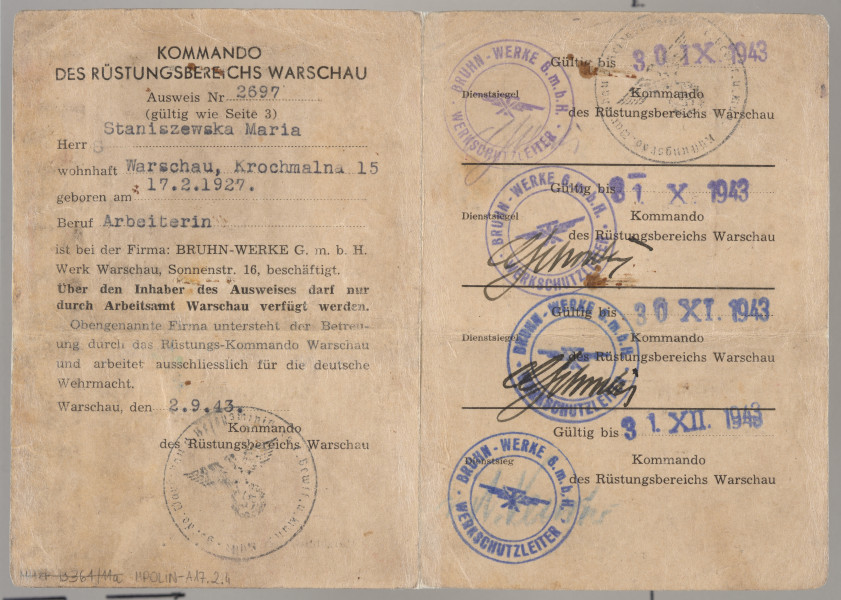 KOMMANDO
DES RÜSTUNGSBEREICHS WARSCHAU
Ausweis Nr 2697
(gültig wie Seite 3)
Staniszewska Maria
Herr
wohnhaft Warschau, Krochmalna 15
geboren am 17.2.1927.
Beruf Arbeiterin
ist bei der Firma: BRUHN-WERKE G. m. b. H.
Werk Warschau, Sonnenstr. 16, beschäftigt.
Über den Inhaber des Ausweises darf nur
durch Arbeitsamt Warschau verfügt werden.
Obengenannte Firma untersteht der Betreu-
ung durch das Rüstungs-Kommando Warschau
und arbeitet ausschliesslich für die deutsche
Wehrmacht.
Warschau, den 2.9.43.
Kommando
des Rüstungsbereichs Warschau
MPOLIN-A17.2.4
Gültig bis 30 IX 1943
BRUHN-WERKE G.m.b.H.
WERKSCHUTZLEITER
Dienstsiegel
Kommando
des Rüstungsbereichs Warschau
Gültig bis 31 X 1943
BRUHN-WERKE G.m.b.H.
WERKSCHUTZLEITER
Dienstsiegel
Kommando
des Rüstungsbereichs Warschau
Gültig bis 30 XI. 1943
BRUHN-WERKE G.m.b.H.
WERKSCHUTZLEITER
Dienstsiegel
Kommando
des Rüstungsbereichs Warschau
Gültig bis 31. XII. 1943
BRUHN-WERKE G.m.b.H.
WERKSCHUTZLEITER
Dienstsieg
Kommando
des Rüstungsbereichs Warschau